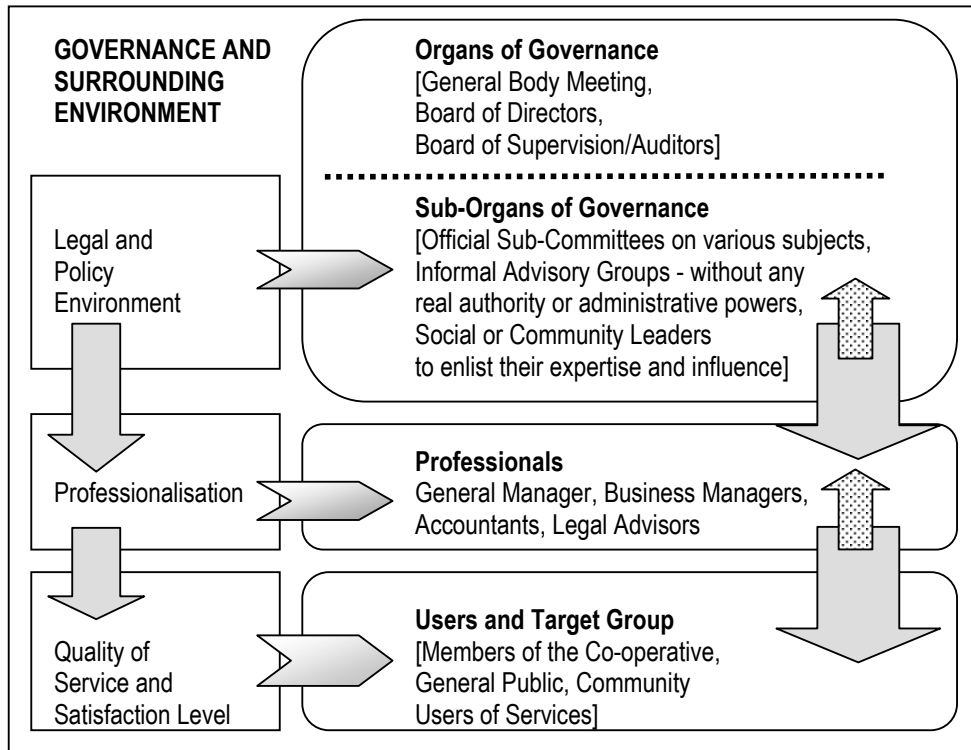 GOVERNANCE AND
SURROUNDING
ENVIRONMENT
Organs of Governance
[General Body Meeting,
Board of Directors,
Board of Supervision/Auditors]
Legal and
Policy
Environment
Sub-Organs of Governance
[Official Sub-Committees on various subjects,
Informal Advisory Groups - without any
real authority or administrative powers,
Social or Community Leaders
to enlist their expertise and influence]
Professionalisation
Professionals
General Manager, Business Managers,
Accountants, Legal Advisors
Quality of
Service and
Satisfaction Level
Users and Target Group
[Members of the Co-operative,
General Public, Community
Users of Services]